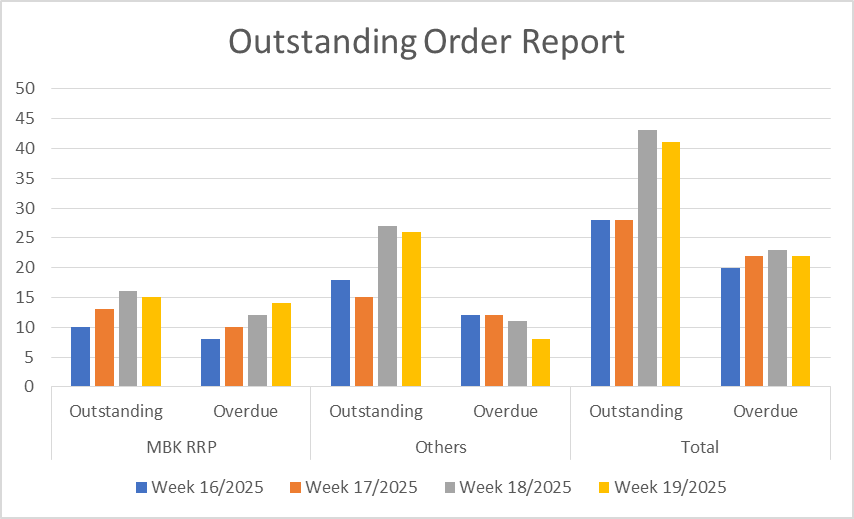 Outstanding Order Report
50
45
40
35
30
25
20
15
10
5
0
Outstanding Overdue Outstanding Overdue Outstanding Overdue
MBK RRP Others Total
Week 16/2025 Week 17/2025 Week 18/2025 Week 19/2025